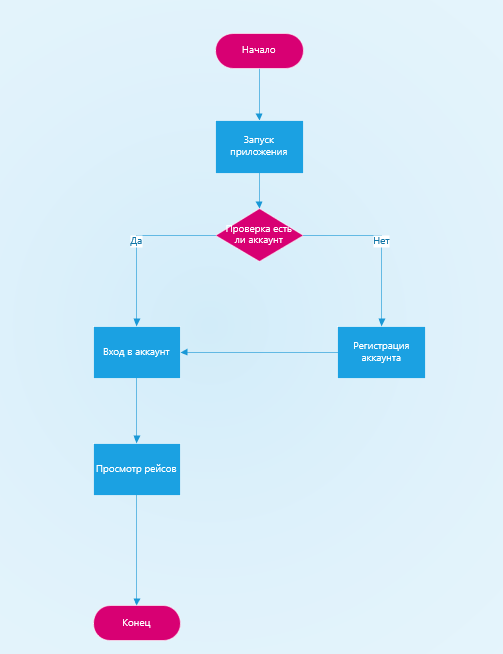 Начало
Запуск
приложения
Проверка есть
ли аккаунт
Да
Нет
Вход в аккаунт
Регистрация
аккаунта
Просмотр рейсов
Конец